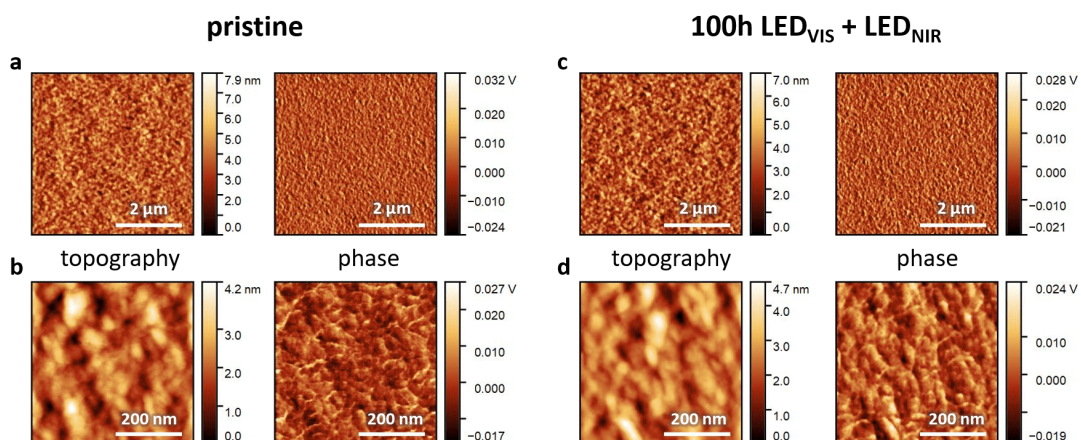 pristine
100h LED_VIS + LED_NIR
a
7.9 nm
7.0
6.0
5.0
4.0
3.0
2.0
0.0
2 µm
0.032 V
0.020
0.010
0.000
−0.010
−0.024
2 µm
c
7.0 nm
6.0
5.0
4.0
3.0
2.0
0.0
2 µm
0.028 V
0.020
0.010
0.000
−0.010
−0.021
2 µm
topography
phase
topography
phase
b
4.2 nm
3.0
2.0
1.0
0.0
200 nm
0.027 V
0.020
0.010
0.000
−0.017
200 nm
d
4.7 nm
4.0
3.0
2.0
1.0
0.0
200 nm
0.024 V
0.010
0.000
−0.019
200 nm